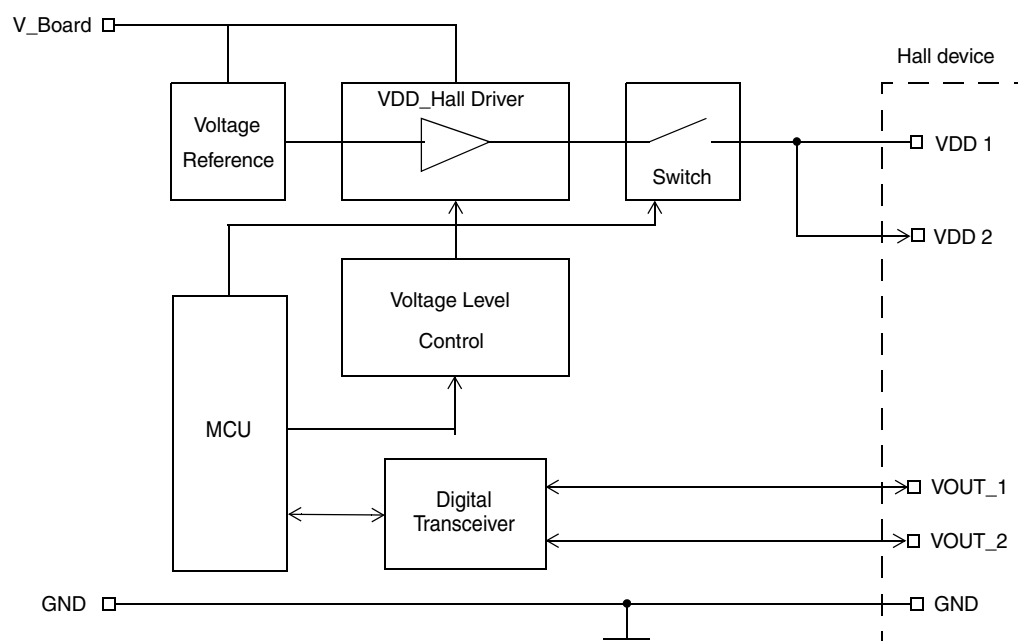 V_Board
Hall device
VDD_Hall Driver
Voltage
Reference
Switch
VDD 1
VDD 2
Voltage Level
Control
MCU
Digital
Transceiver
VOUT_1
VOUT_2
GND
GND